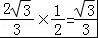 2√3/3 × 1/2 = √3/3